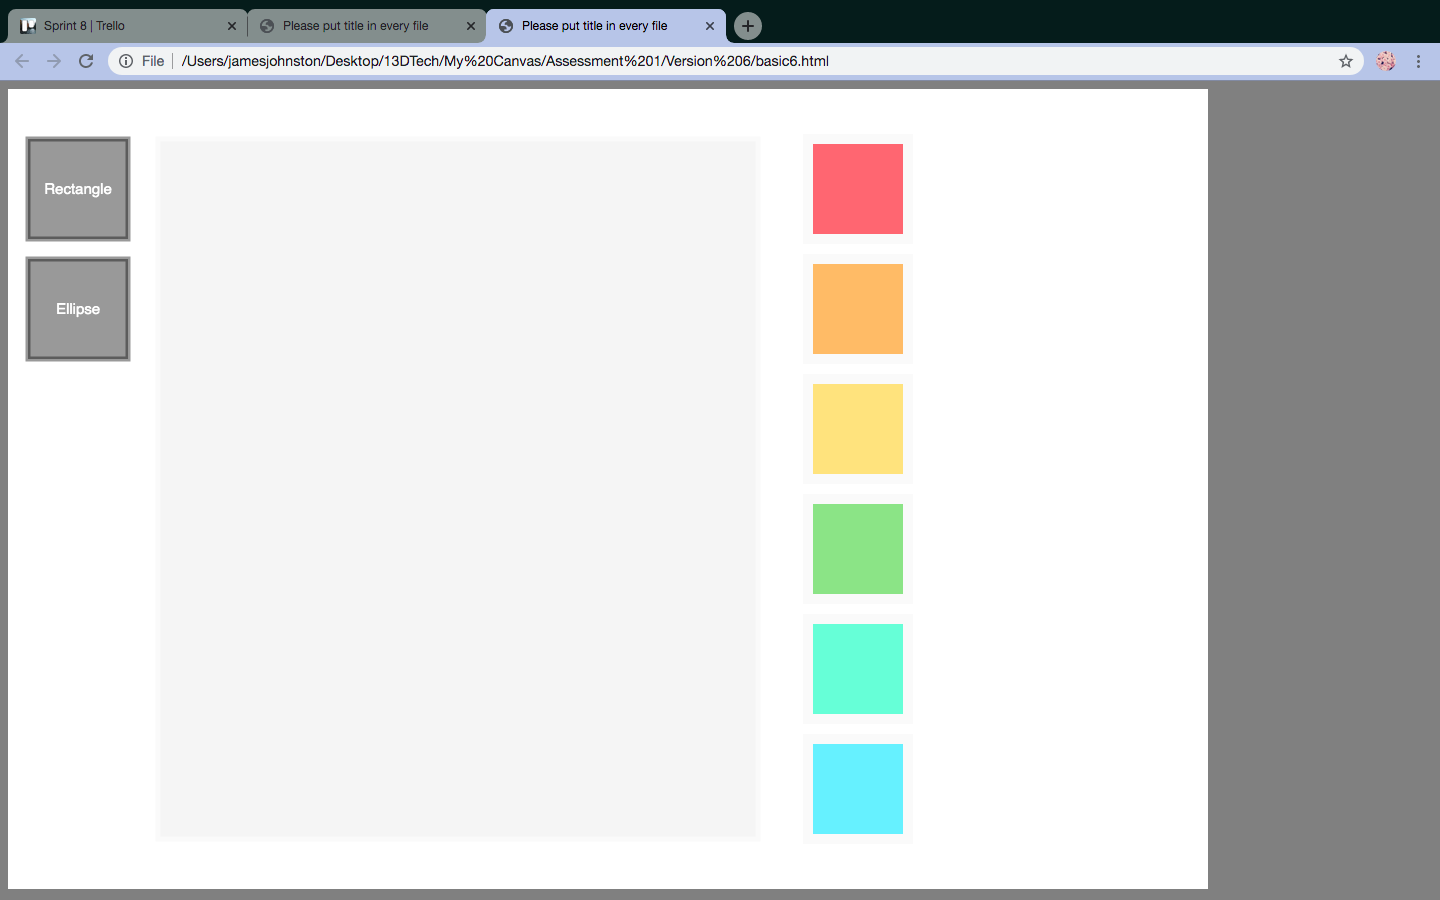 Sprint 8 | Trello
Please put title in every file
Please put title in every file
File
/Users/jamesjohnston/Desktop/13DTech/My%20Canvas/Assessment%201/Version%206/basic6.html
Rectangle
Ellipse